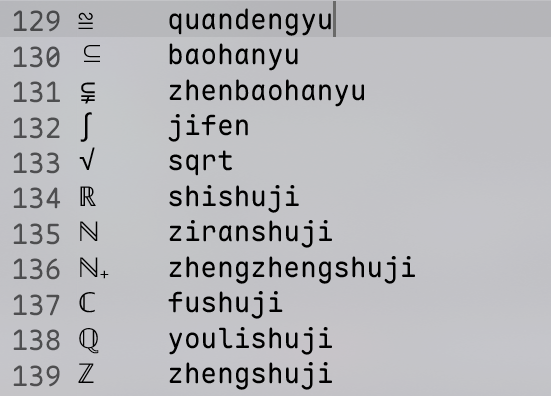 129 ≌ quandengyu
130 ⊆ baohanyu
131 ⫋ zhenbaohanyu
132 ∫ jifen
133 √ sqrt
134 ℝ shishuji
135 ℕ ziranshuji
136 ℕ₊ zhengzhengshuji
137 ℂ fushuji
138 ℚ youlishuji
139 ℤ zhengshuji